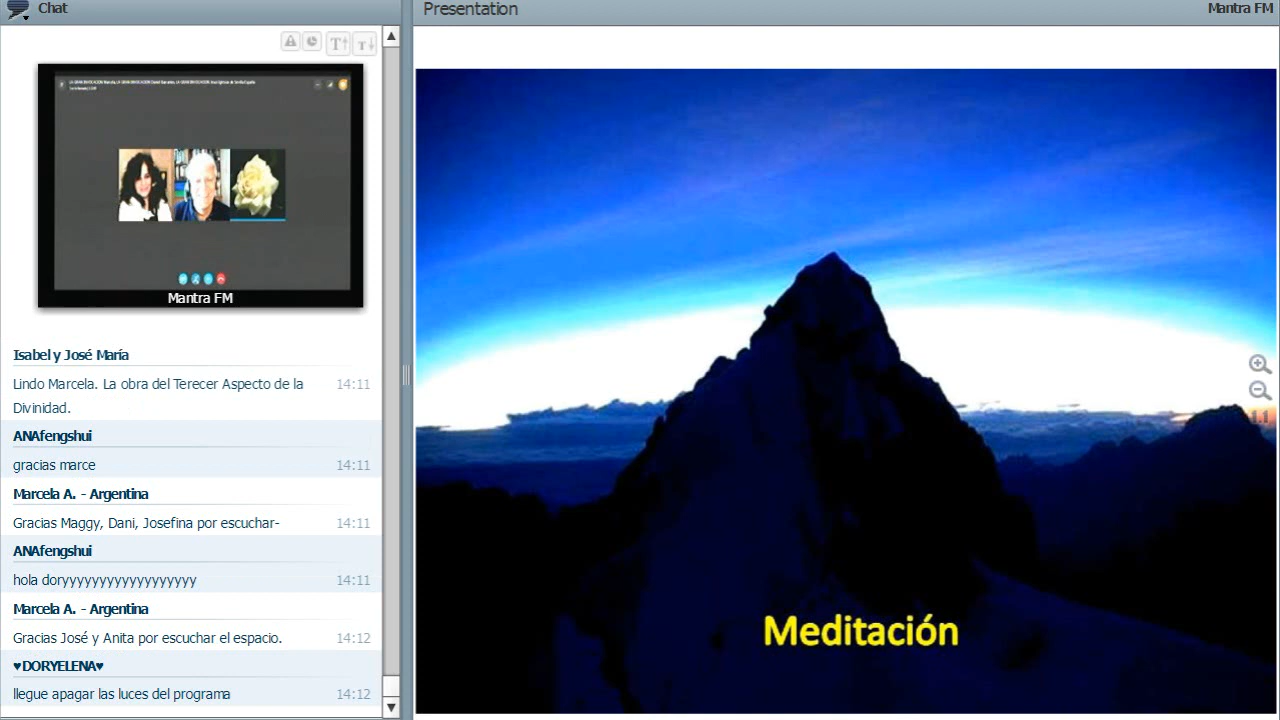 Chat
Mantra FM
Isabel y José María
Lindo Marcela. La obra del Terecer Aspecto de la
Divinidad.
14:11
ANAfengshui
gracias marce
14:11
Marcela A. - Argentina
Gracias Maggy, Dani, Josefina por escuchar-
14:11
ANAfengshui
hola doryyyyyyyyyyyyyyyyyy
14:11
Marcela A. - Argentina
Gracias José y Anita por escuchar el espacio.
14:12
♥DORYELENA♥
llegue apagar las luces del programa
14:12
Presentation
Mantra FM
1:1
Meditación